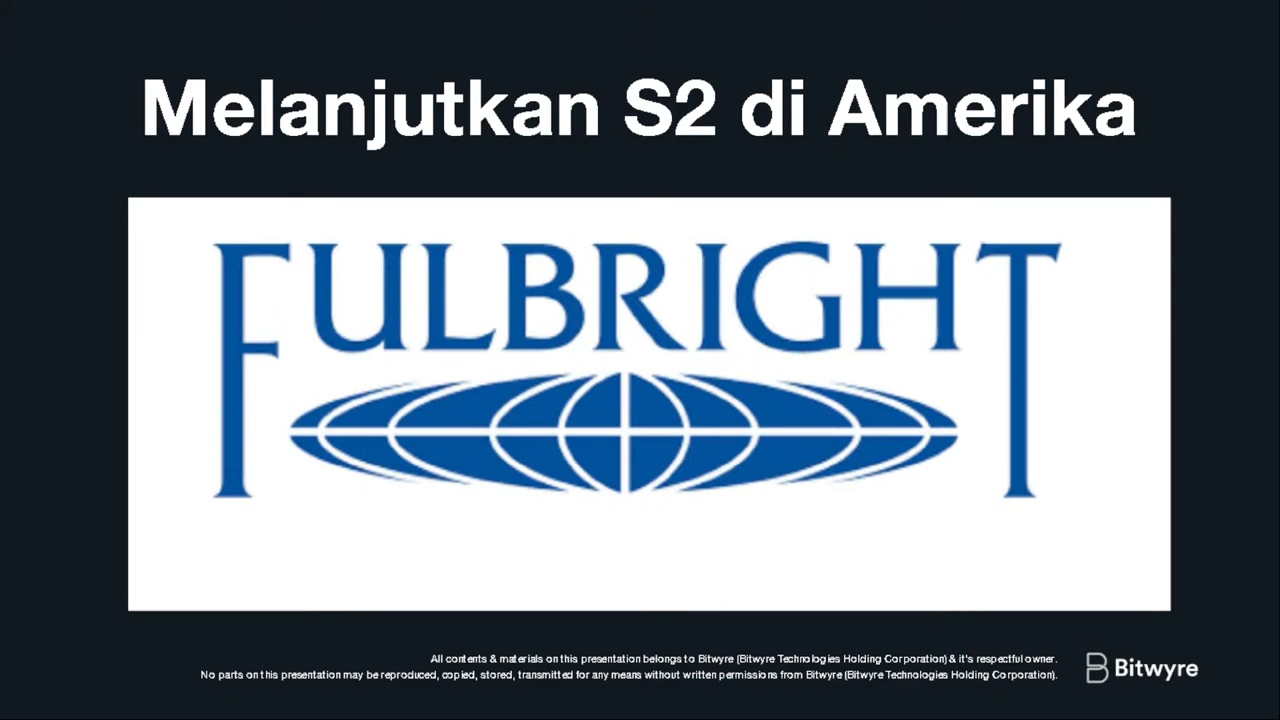 Melanjutkan S2 di Amerika
FULBRIGHT
All contents & materials on this presentation belongs to Bitwyre (Bitwyre Technologies Holding Corporation) & it's respectful owner.
No parts on this presentation may be reproduced, copied, stored, transmitted for any means without written permissions from Bitwyre (Bitwyre Technologies Holding Corporation).
Bitwyre